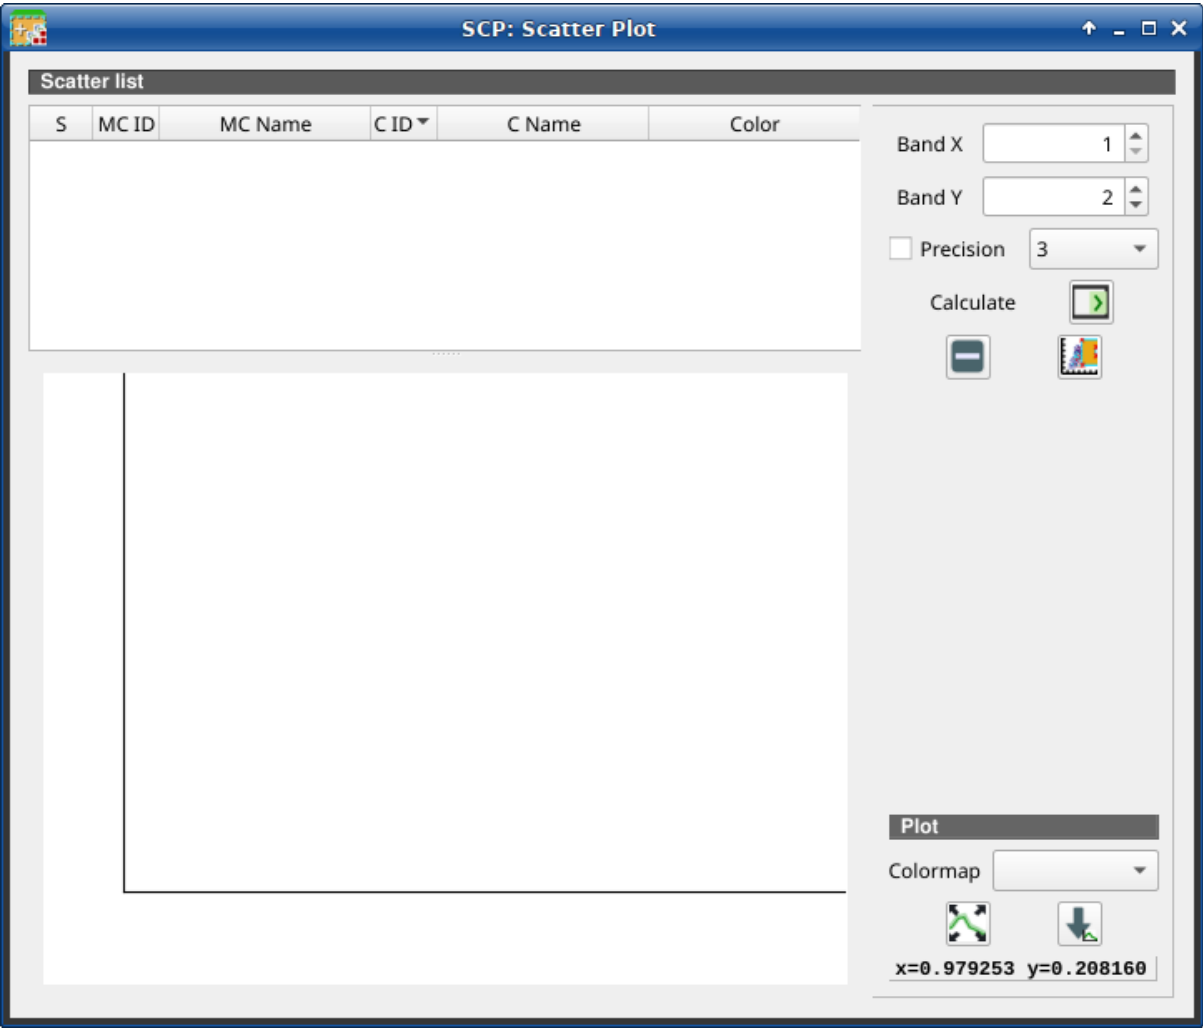 SCP: Scatter Plot
Scatter list
S MC ID MC Name C ID C Name Color
Band X 1
Band Y 2
Precision 3
Calculate
Plot
Colormap
x=0.979253 y=0.208160